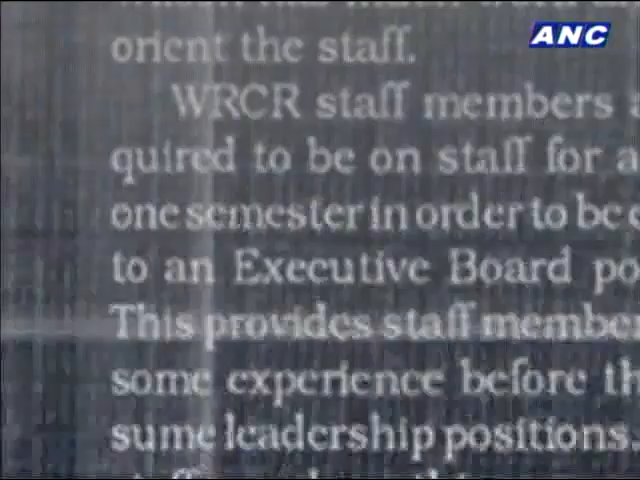 ANC
orient the staff.
WRCR staff members
quired to be on staff for a
one semester in order to be
to an Executive Board po
This provides staff member
some experience before th
sume leadership positions.